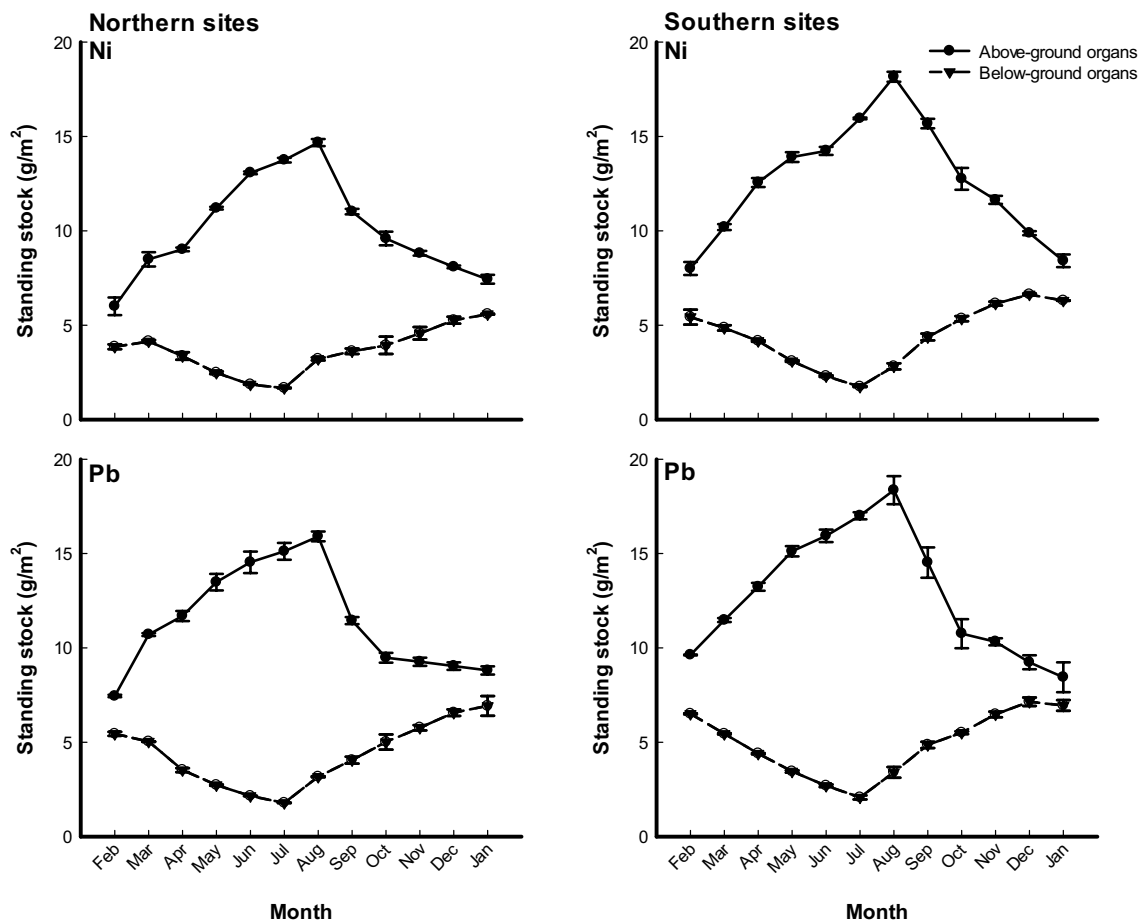 Northern sites
Ni
20
15
10
5
0
Standing stock (g/m²)
Southern sites
Ni
20
15
10
5
0
Standing stock (g/m²)
Above-ground organs
Below-ground organs
Pb
20
15
10
5
0
Standing stock (g/m²)
Feb Mar Apr May Jun Jul Aug Sep Oct Nov Dec Jan
Month
Pb
20
15
10
5
0
Standing stock (g/m²)
Feb Mar Apr May Jun Jul Aug Sep Oct Nov Dec Jan
Month